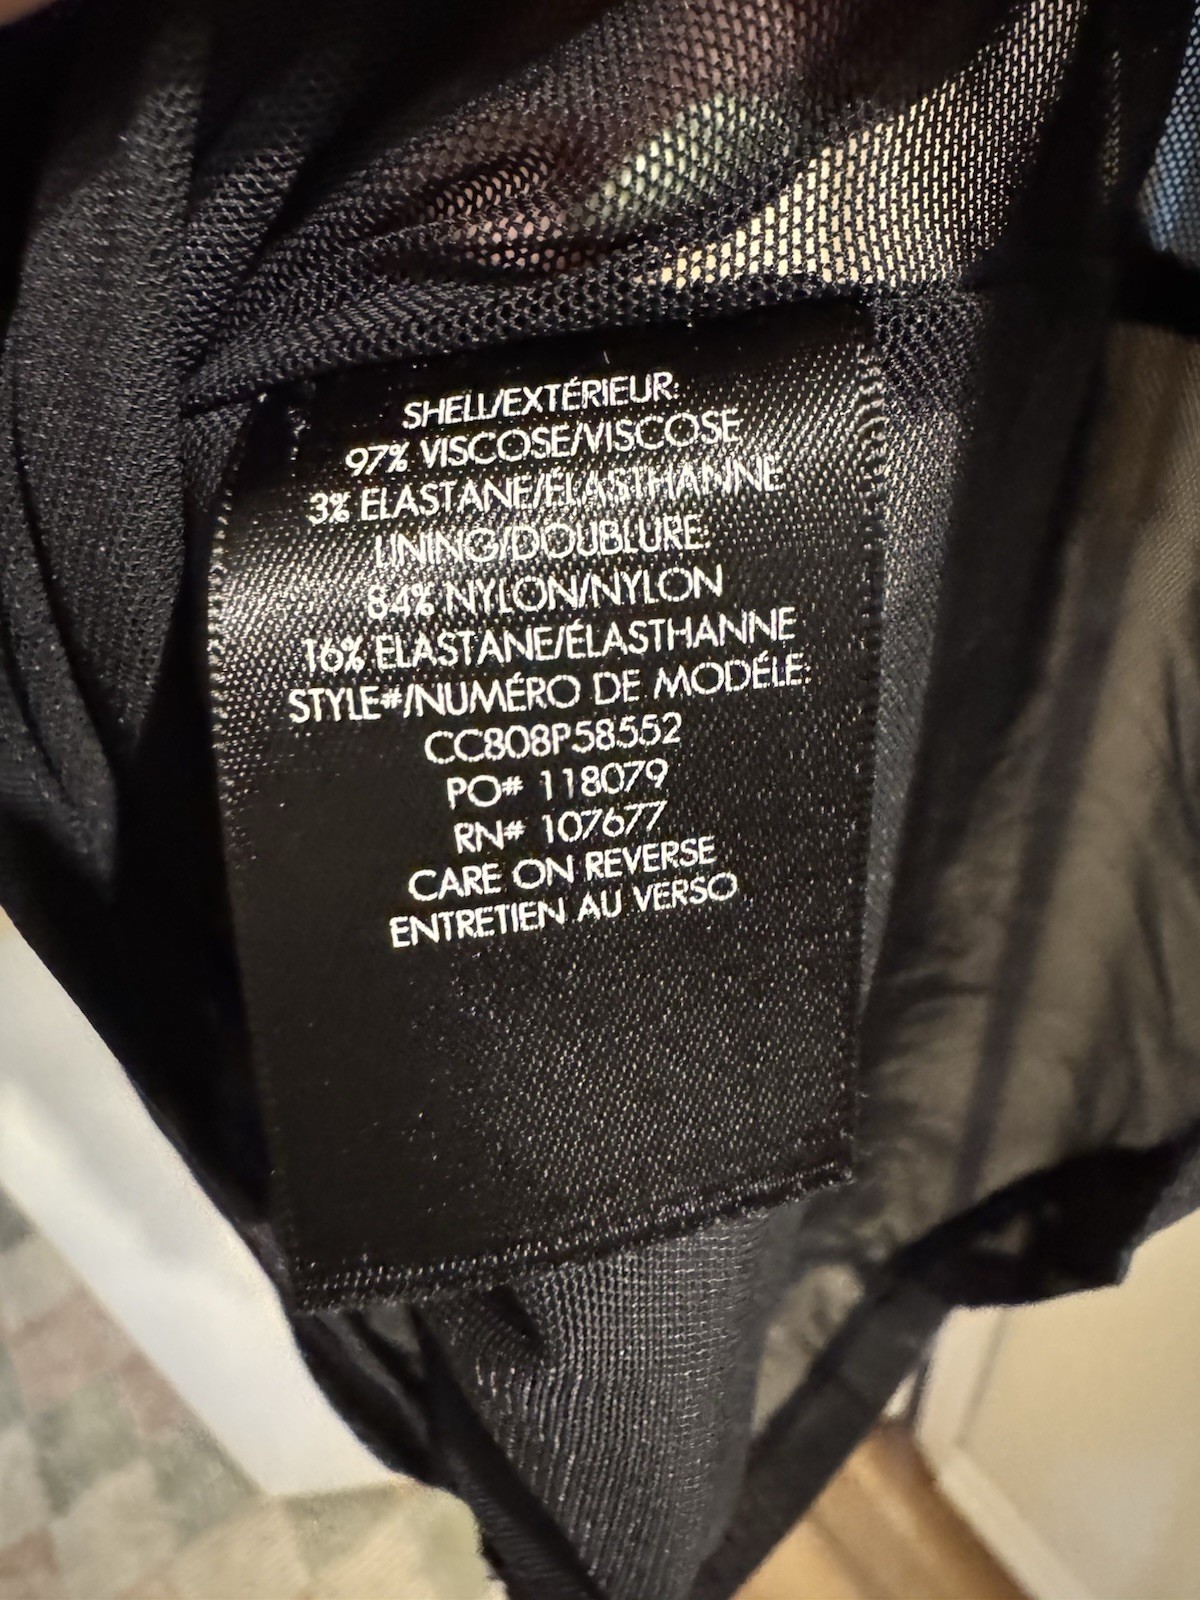 SHELL/EXTÉRIEUR:
97% VISCOSE/VISCOSE
3% ELASTANE/ÉLASTHANNE
LINING/DOUBLURE:
84% NYLON/NYLON
16% ELASTANE/ÉLASTHANNE
STYLE#/NUMÉRO DE MODÉLE:
CC808P58552
PO# 118079
RN# 107677
CARE ON REVERSE
ENTRETIEN AU VERSO